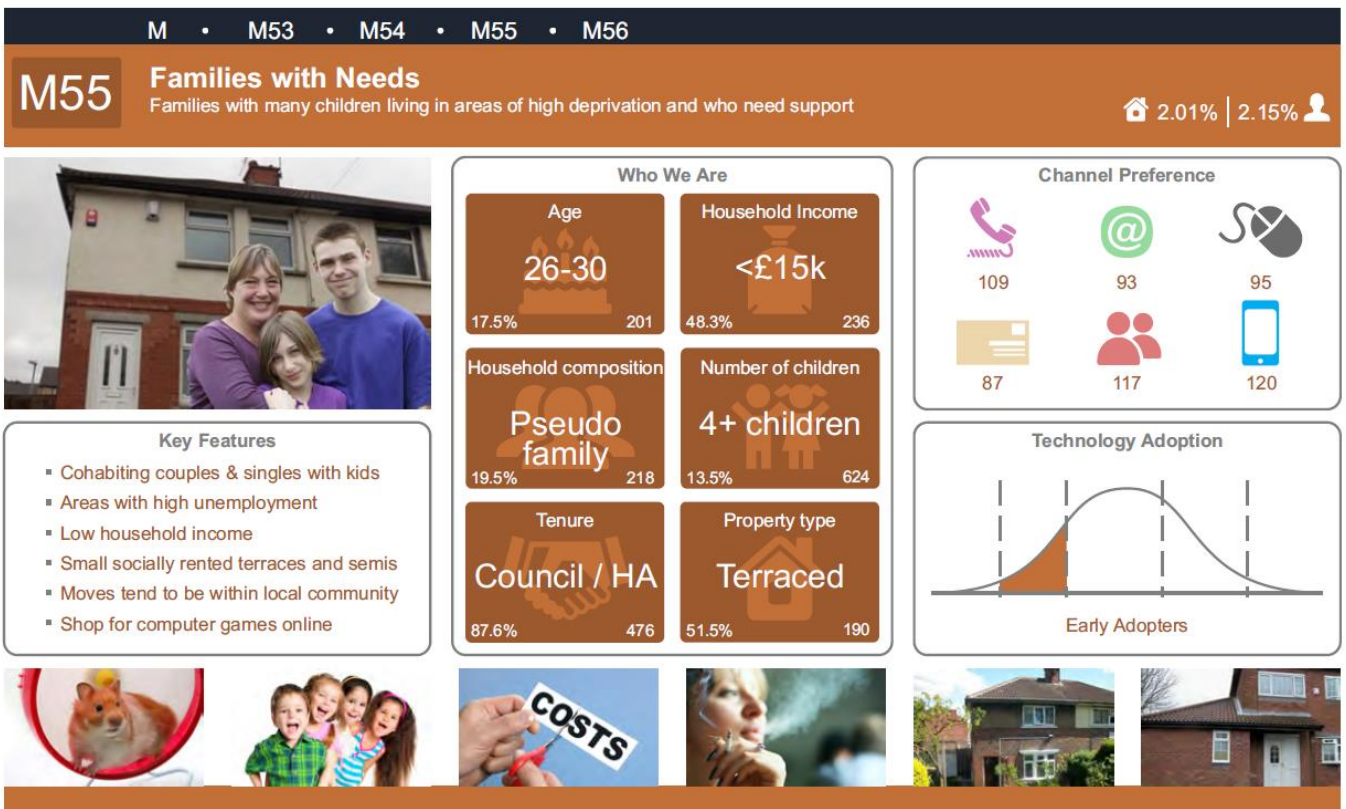 M • M53 • M54 • M55 • M56
M55
Families with Needs
Families with many children living in areas of high deprivation and who need support
2.01% | 2.15%
Key Features
▪ Cohabiting couples & singles with kids
▪ Areas with high unemployment
▪ Low household income
▪ Small socially rented terraces and semis
▪ Moves tend to be within local community
▪ Shop for computer games online
Who We Are
Age
26-30
17.5% 201
Household Income
<£15k
48.3% 236
Household composition
Pseudo
family
19.5% 218
Number of children
4+ children
13.5% 624
Tenure
Council / HA
87.6% 476
Property type
Terraced
51.5% 190
Channel Preference
@
109 93 95
87 117 120
Technology Adoption
Early Adopters
COSTS